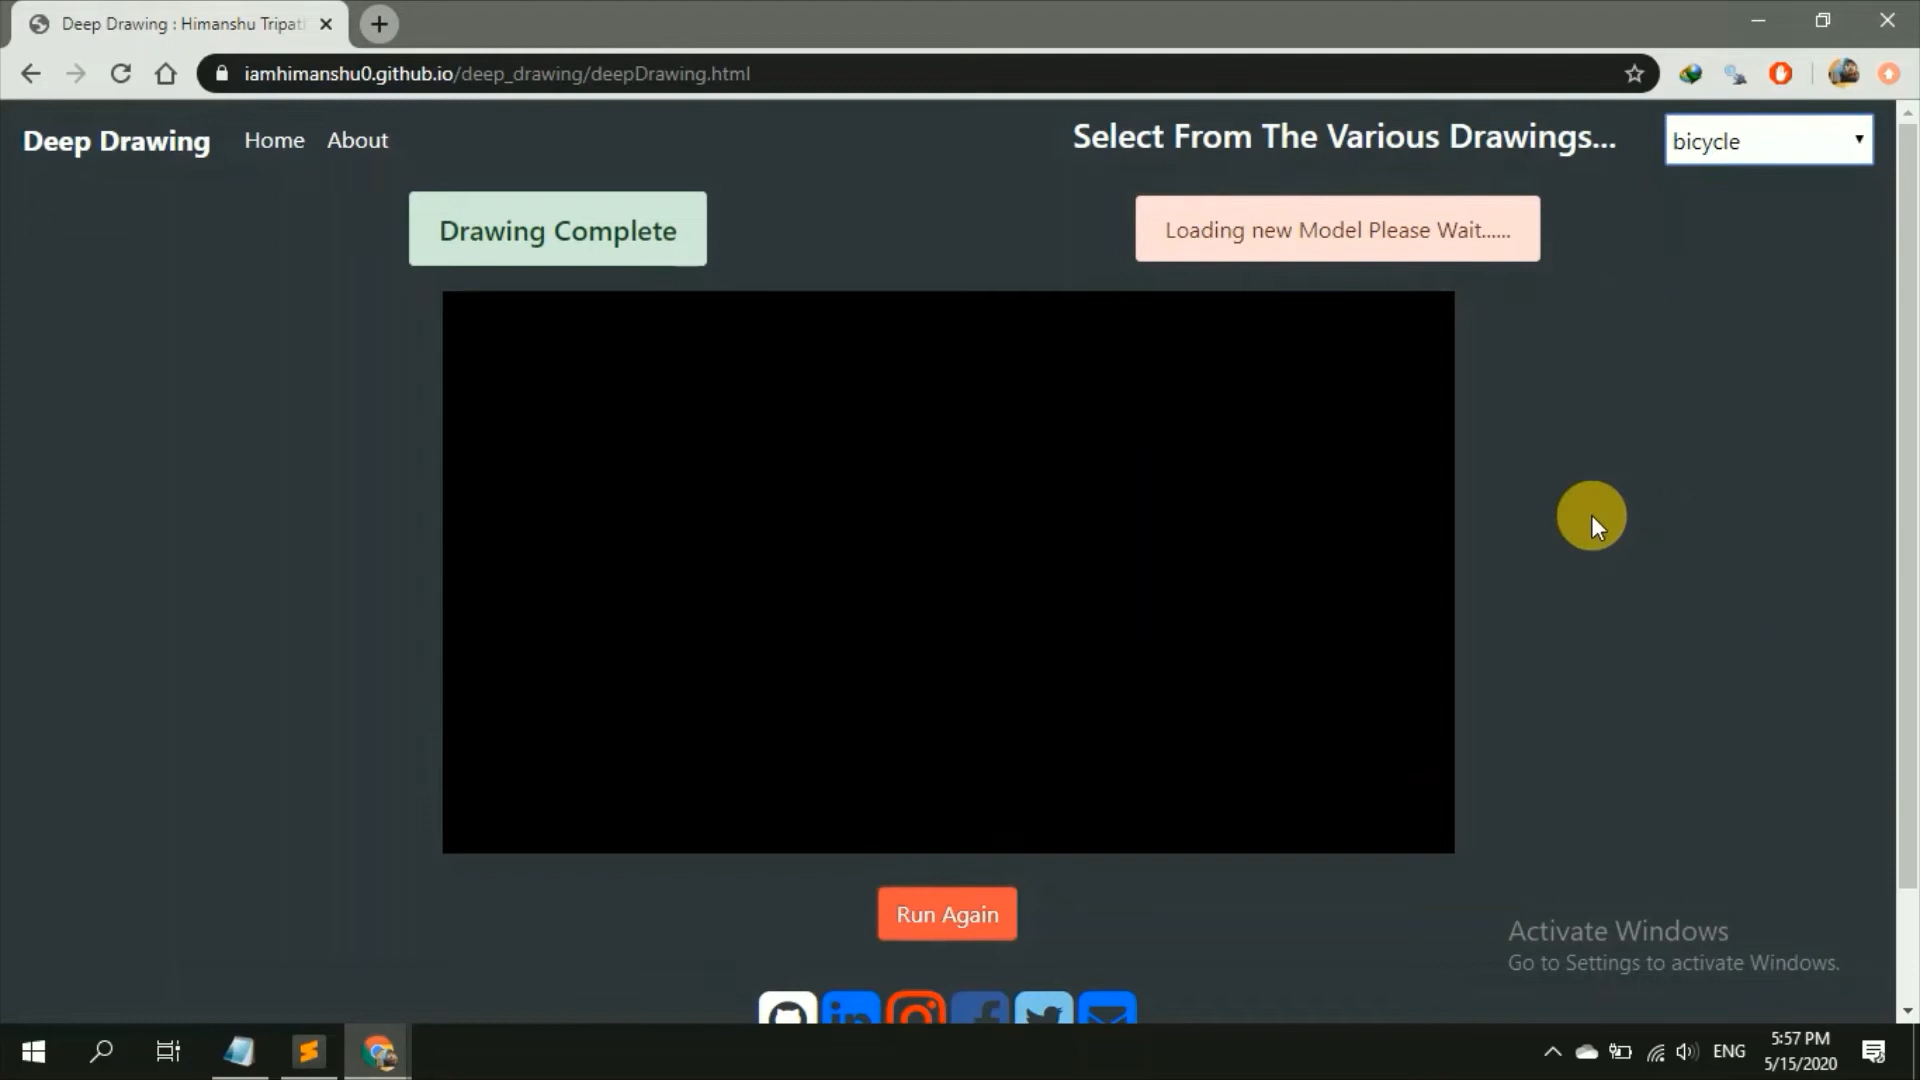 Deep Drawing : Himanshu Tripat
iamhimanshu0.github.io/deep_drawing/deepDrawing.html
Deep Drawing
Home
About
Select From The Various Drawings...
bicycle
Drawing Complete
Loading new Model Please Wait......
Run Again
Activate Windows
Go to Settings to activate Windows.
ENG
5:57 PM
5/15/2020